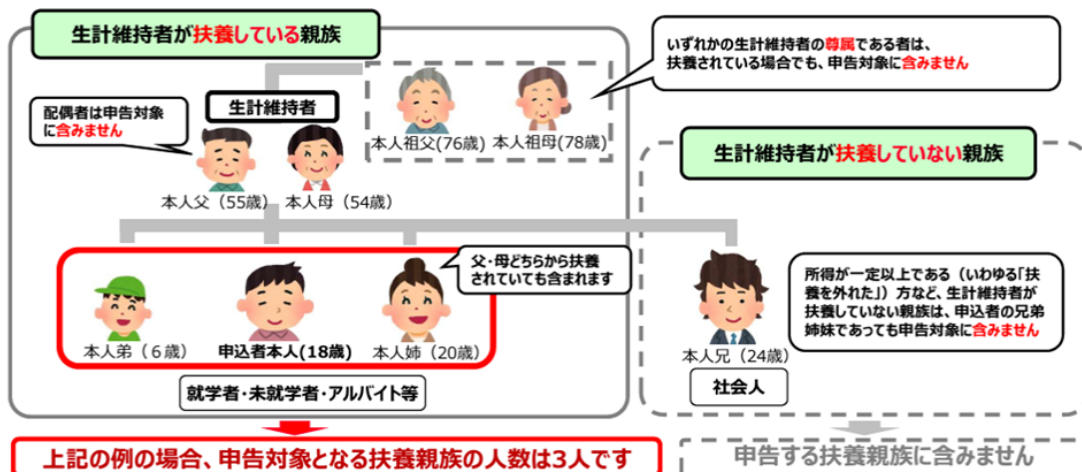 生計維持者が扶養している親族
いずれかの生計維持者の尊属である者は、
扶養されている場合でも、申告対象に含みません
配偶者は申告対象
に含みません
生計維持者
本人祖父(76歳)
本人祖母(78歳)
生計維持者が扶養していない親族
本人父（55歳）
本人母（54歳）
父・母どちらから扶養
されていても含まれます
所得が一定以上である（いわゆる「扶
養を外れた」）方など、生計維持者が
扶養していない親族は、申込者の兄弟
姉妹であっても申告対象に含みません
本人弟（６歳）
申込者本人(18歳)
本人姉（20歳）
本人兄（24歳）
就学者・未就学者・アルバイト等
社会人
上記の例の場合、申告対象となる扶養親族の人数は3人です
申告する扶養親族に含みません